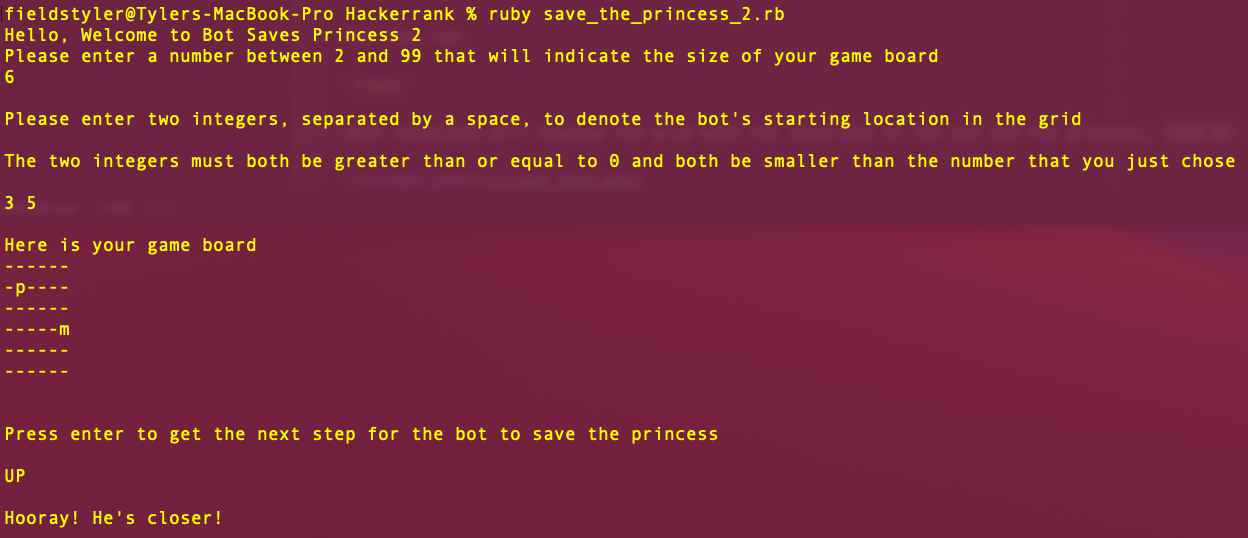 fieldstyler@Tylers-MacBook-Pro Hackerrank % ruby save_the_princess_2.rb
Hello, Welcome to Bot Saves Princess 2
Please enter a number between 2 and 99 that will indicate the size of your game board
6
Please enter two integers, separated by a space, to denote the bot's starting location in the grid
The two integers must both be greater than or equal to 0 and both be smaller than the number that you just chose
3 5
Here is your game board
------
-p----
------
-----m
------
------
Press enter to get the next step for the bot to save the princess
UP
Hooray! He's closer!